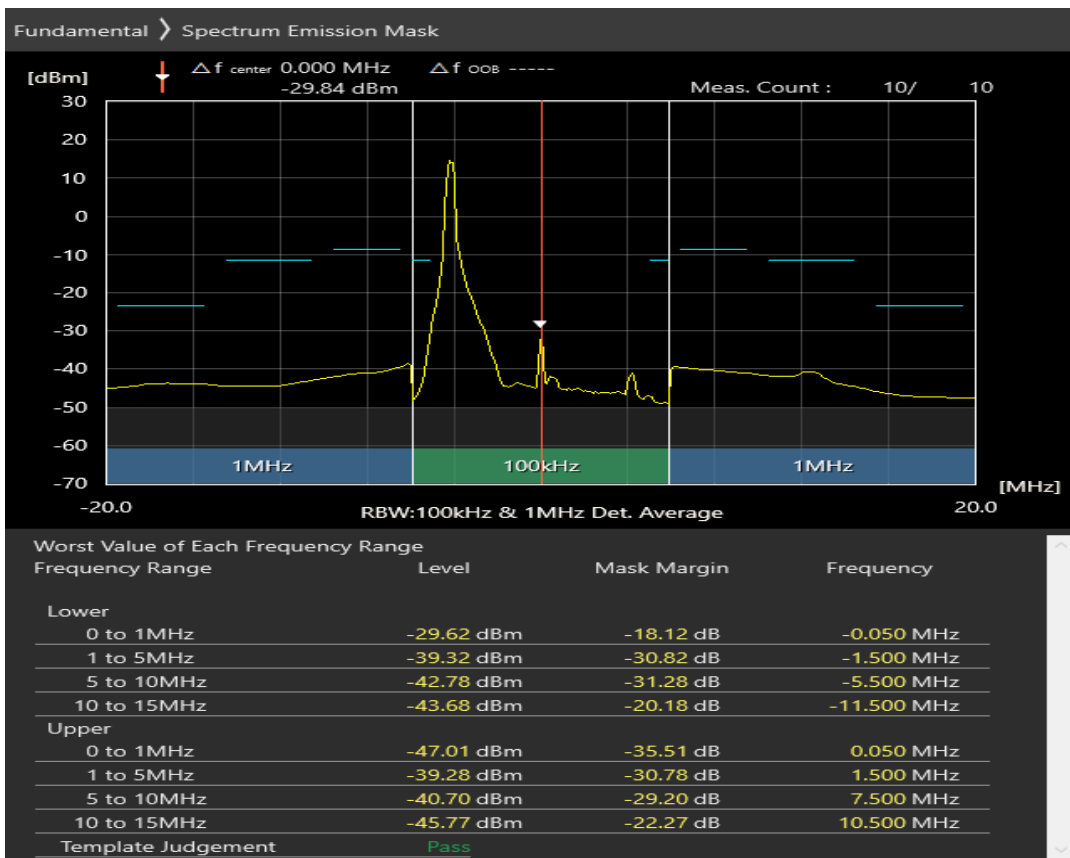 Fundamental 〉 Spectrum Emission Mask
[dBm] △f center 0.000 MHz △f OOB -----
-29.84 dBm Meas. Count : 10/ 10
30
20
10
0
-10
-20
-30
-40
-50
-60
-70
1MHz 100kHz 1MHz
[MHz]
-20.0 RBW:100kHz & 1MHz Det. Average 20.0
Worst Value of Each Frequency Range
Frequency Range Level Mask Margin Frequency
Lower
0 to 1MHz -29.62 dBm -18.12 dB -0.050 MHz
1 to 5MHz -39.32 dBm -30.82 dB -1.500 MHz
5 to 10MHz -42.78 dBm -31.28 dB -5.500 MHz
10 to 15MHz -43.68 dBm -20.18 dB -11.500 MHz
Upper
0 to 1MHz -47.01 dBm -35.51 dB 0.050 MHz
1 to 5MHz -39.28 dBm -30.78 dB 1.500 MHz
5 to 10MHz -40.70 dBm -29.20 dB 7.500 MHz
10 to 15MHz -45.77 dBm -22.27 dB 10.500 MHz
Template Judgement Pass